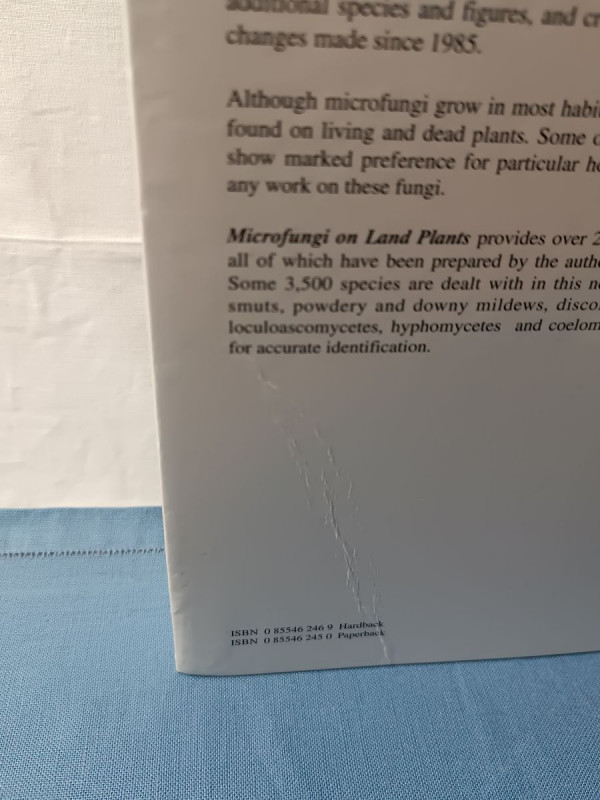 additional species and figures, and
changes made since 1985.
Although microfungi grow in most
found on living and dead plants. Some
show marked preference for particular
any work on these fungi.
Microfungi on Land Plants provides over
all of which have been prepared by the
Some 3,500 species are dealt with in this
smuts, powdery and downy mildews,
loculoascomycetes, hyphomycetes and
for accurate identification.
ISBN 0 85546 246 9 Hardback
ISBN 0 85546 245 0 Paperback